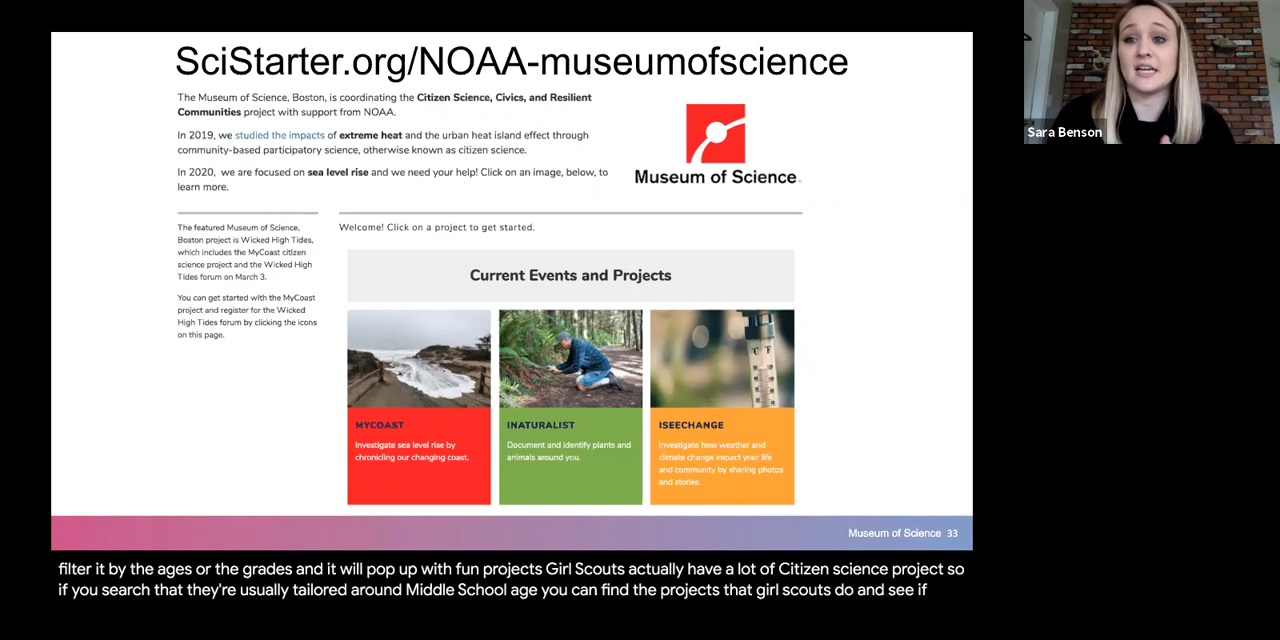 SciStarter.org/NOAA-museumofscience
The Museum of Science, Boston, is coordinating the Citizen Science, Civics, and Resilient
Communities project with support from NOAA.
In 2019, we studied the impacts of extreme heat and the urban heat island effect through
community-based participatory science, otherwise known as citizen science.
In 2020, we are focused on sea level rise and we need your help! Click on an image, below, to
learn more.
Museum of Science
The featured Museum of Science,
Boston project is Wicked High Tides,
which includes the MyCoast citizen
science project and the Wicked High
Tides forum on March 3.
You can get started with the MyCoast
project and register for the Wicked
High Tides forum by clicking the icons
on this page.
Welcome! Click on a project to get started.
Current Events and Projects
°C °F
MYCOAST
Investigate sea level rise by
chronicling our changing coast.
INATURALIST
Document and identify plants and
animals around you.
ISEECHANGE
Investigate how weather and
climate change impact your life
and community by sharing photos
and stories.
Museum of Science 33
Sara Benson
filter it by the ages or the grades and it will pop up with fun projects Girl Scouts actually have a lot of Citizen science project so
if you search that they're usually tailored around Middle School age you can find the projects that girl scouts do and see if